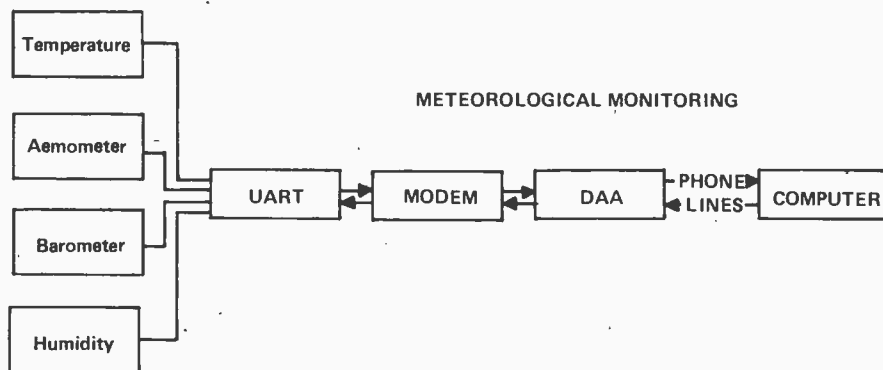 Temperature
METEOROLOGICAL MONITORING
Aemometer
UART
MODEM
DAA
PHONE
LINES
COMPUTER
Barometer
Humidity